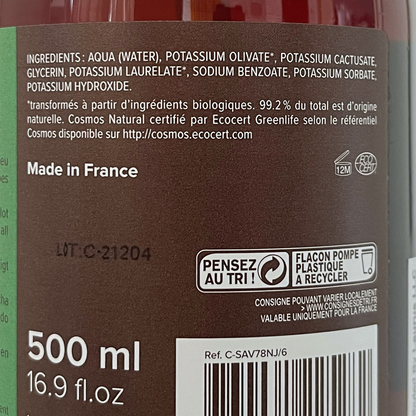 INGREDIENTS : AQUA (WATER), POTASSIUM OLIVATE*, POTASSIUM CACTUSATE,
GLYCERIN, POTASSIUM LAURELATE*, SODIUM BENZOATE, POTASSIUM SORBATE,
POTASSIUM HYDROXIDE.
*transformés à partir d'ingrédients biologiques. 99.2 % du total est d'origine
naturelle. Cosmos Natural certifié par Ecocert Greenlife selon le référentiel
Cosmos disponible sur http://cosmos.ecocert.com
Made in France
12M
ECO
CERT
LOT:C-21204
PENSEZ
AU TRI !
FLACON POMPE
PLASTIQUE
A RECYCLER
CONSIGNE POUVANT VARIER LOCALEMENT
> WWW.CONSIGNESDETRI.FR
VALABLE UNIQUEMENT POUR LA FRANCE
500 ml
16.9 fl.oz
Ref. C-SAV78NJ/6